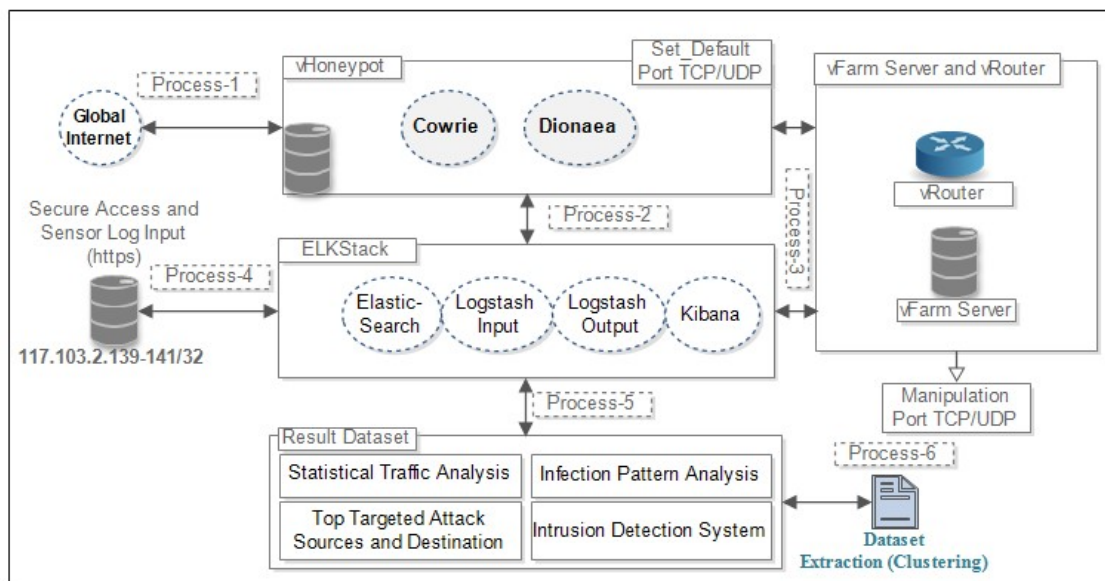 Set_Default
Port TCP/UDP
vHoneypot
vFarm Server and vRouter
Process-1
Global
Internet
Cowrie
Dionaea
vRouter
Process-2
Process-3
Secure Access and
Sensor Log Input
(https)
ELKStack
Process-4
Elastic-
Search
Logstash
Input
Logstash
Output
Kibana
vFarm Server
117.103.2.139-141/32
Manipulation
Port TCP/UDP
Process-5
Result Dataset
Process-6
Statistical Traffic Analysis
Infection Pattern Analysis
Top Targeted Attack
Sources and Destination
Intrusion Detection System
Dataset
Extraction (Clustering)